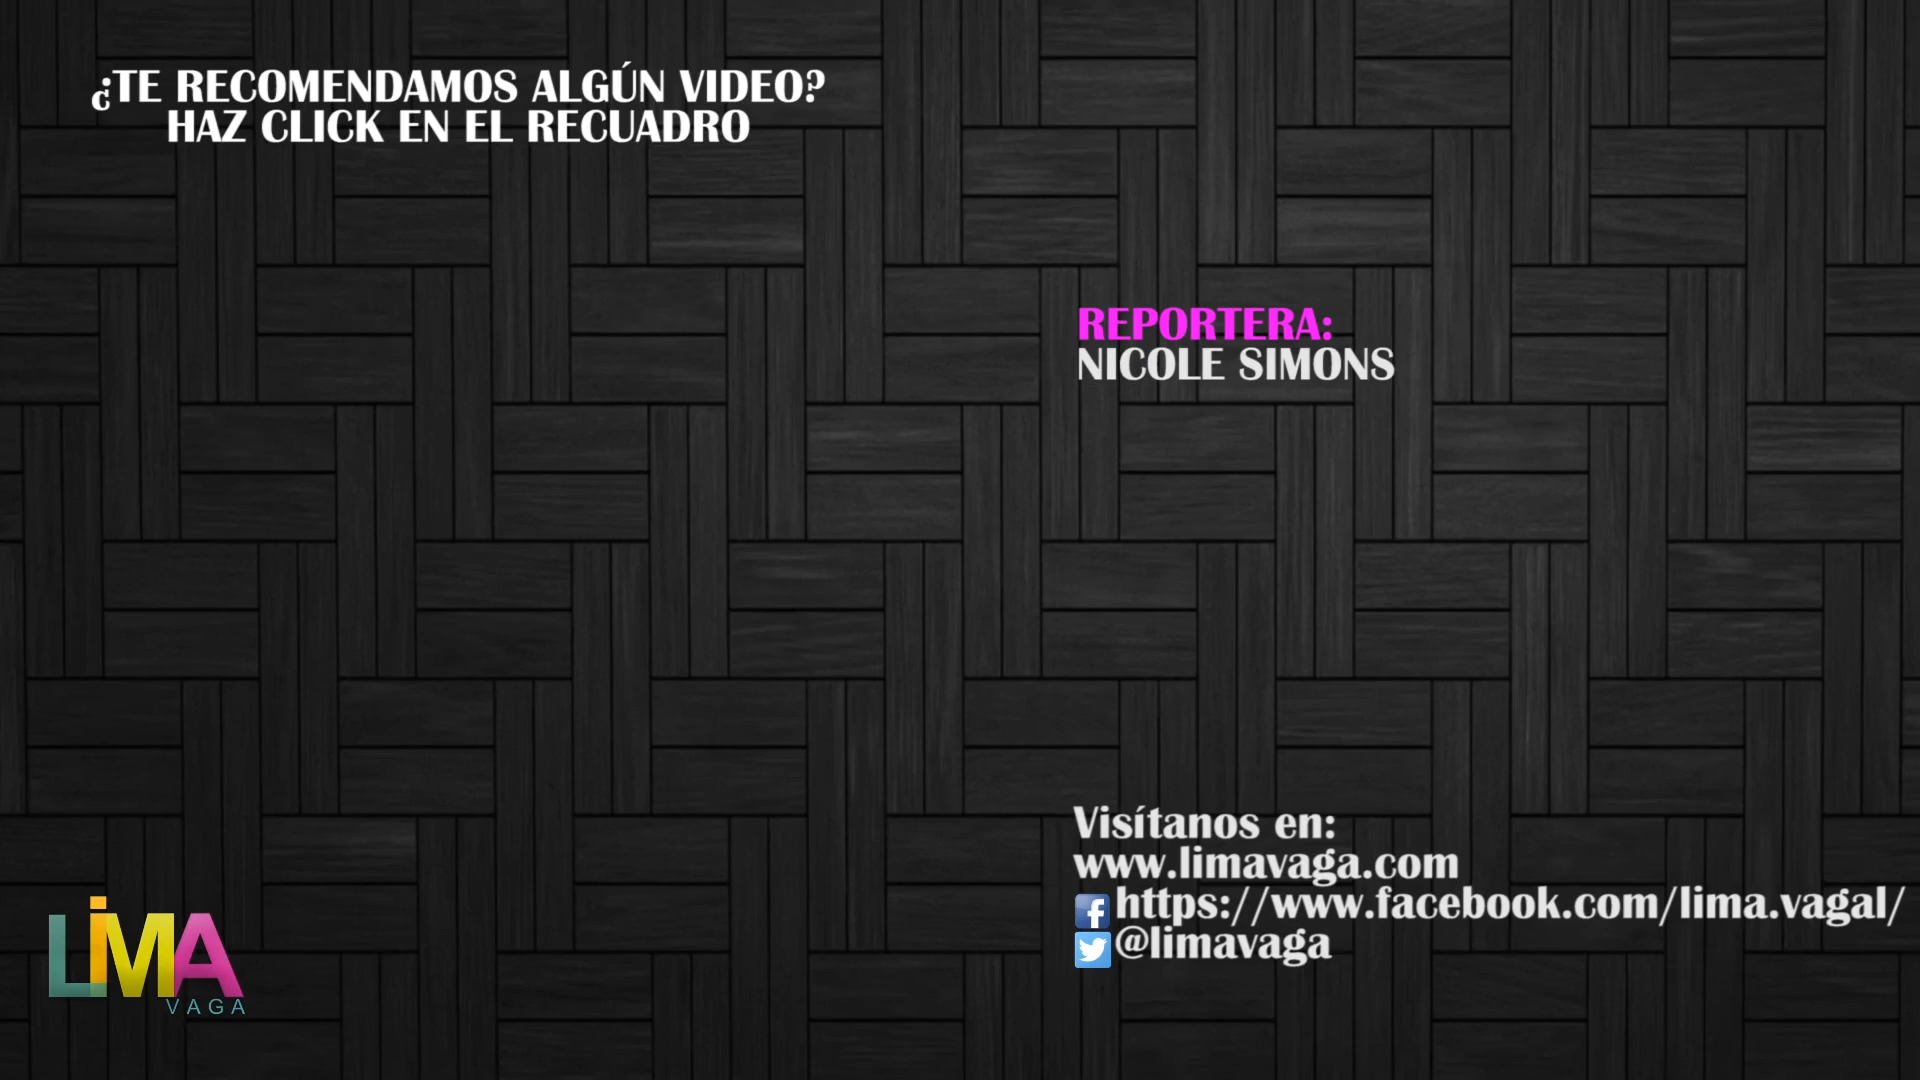 ¿TE RECOMENDAMOS ALGÚN VIDEO?
HAZ CLICK EN EL RECUADRO
REPORTERA:
NICOLE SIMONS
Visítanos en:
www.limavaga.com
https://www.facebook.com/lima.vagal/
@limavaga
LiMA
VAGA